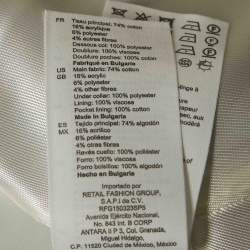 FR Tissu principal: 74% coton
16% acrylique
6% polyester
4% autres fibres
Dessous col: 100% polyester
Doublure: 100% viscose
Doublure poches: 100% coton
Fabriqué en Bulgarie
US Main fabric: 74% cotton
GB 16% acrylic
6% polyester
4% other fibres
Under collar: 100% polyester
Lining: 100% viscose
Pocket lining: 100% cotton
Made in Bulgaria
ES Tejido principal: 74% algodón
MX 16% acrílico
6% poliéster
4% otras fibras
Revés cuello: 100% poliéster
Forro: 100% viscosa
Forro bolsillos: 100% algodón
Hecho en Bulgaria
Importado por
RETAIL FASHION GROUP,
S.A.P.I de C.V.
RFG150323SP5
Avenida Ejército Nacional,
No. 843 Int. B CORP
ANTARA II P 3, Col. Granada,
Miguel Hidalgo,
C.P. 11520 Ciudad de México